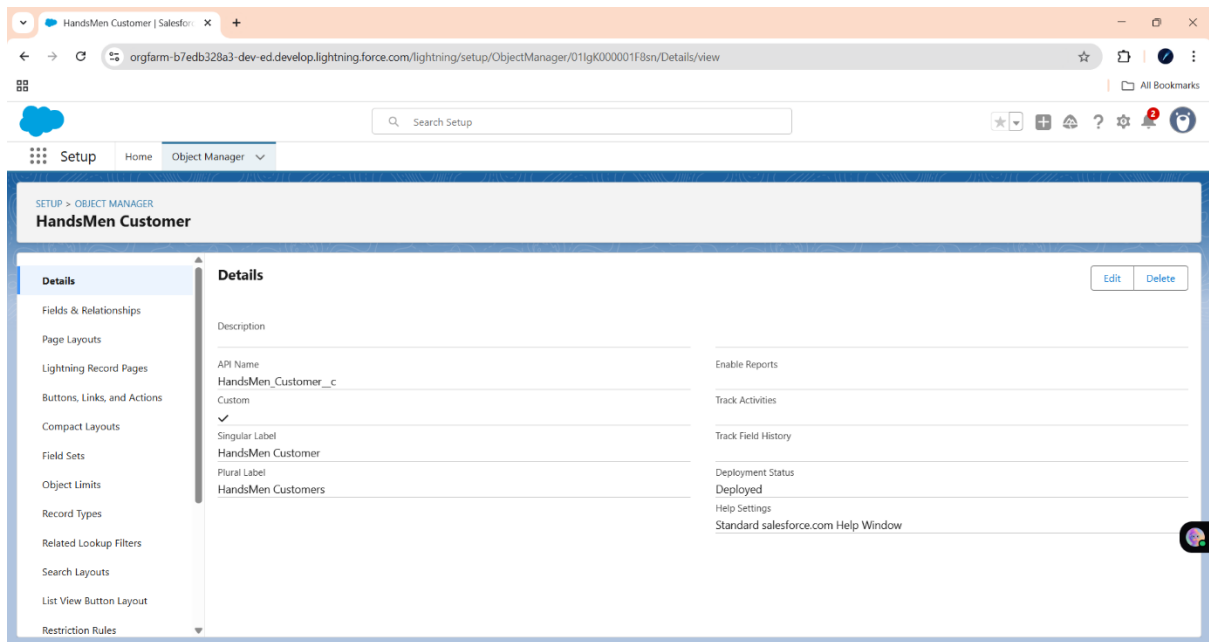 HandsMen Customer | Salesforc
orgfarm-b7edb328a3-dev-ed.develop.lightning.force.com/lightning/setup/ObjectManager/01IgK000001F8sn/Details/view
All Bookmarks
Search Setup
2
Setup Home Object Manager
SETUP > OBJECT MANAGER
HandsMen Customer
Details
Fields & Relationships
Page Layouts
Lightning Record Pages
Buttons, Links, and Actions
Compact Layouts
Field Sets
Object Limits
Record Types
Related Lookup Filters
Search Layouts
List View Button Layout
Restriction Rules
Details
Edit Delete
Description
API Name
HandsMen_Customer__c
Custom
Singular Label
HandsMen Customer
Plural Label
HandsMen Customers
Enable Reports
Track Activities
Track Field History
Deployment Status
Deployed
Help Settings
Standard salesforce.com Help Window